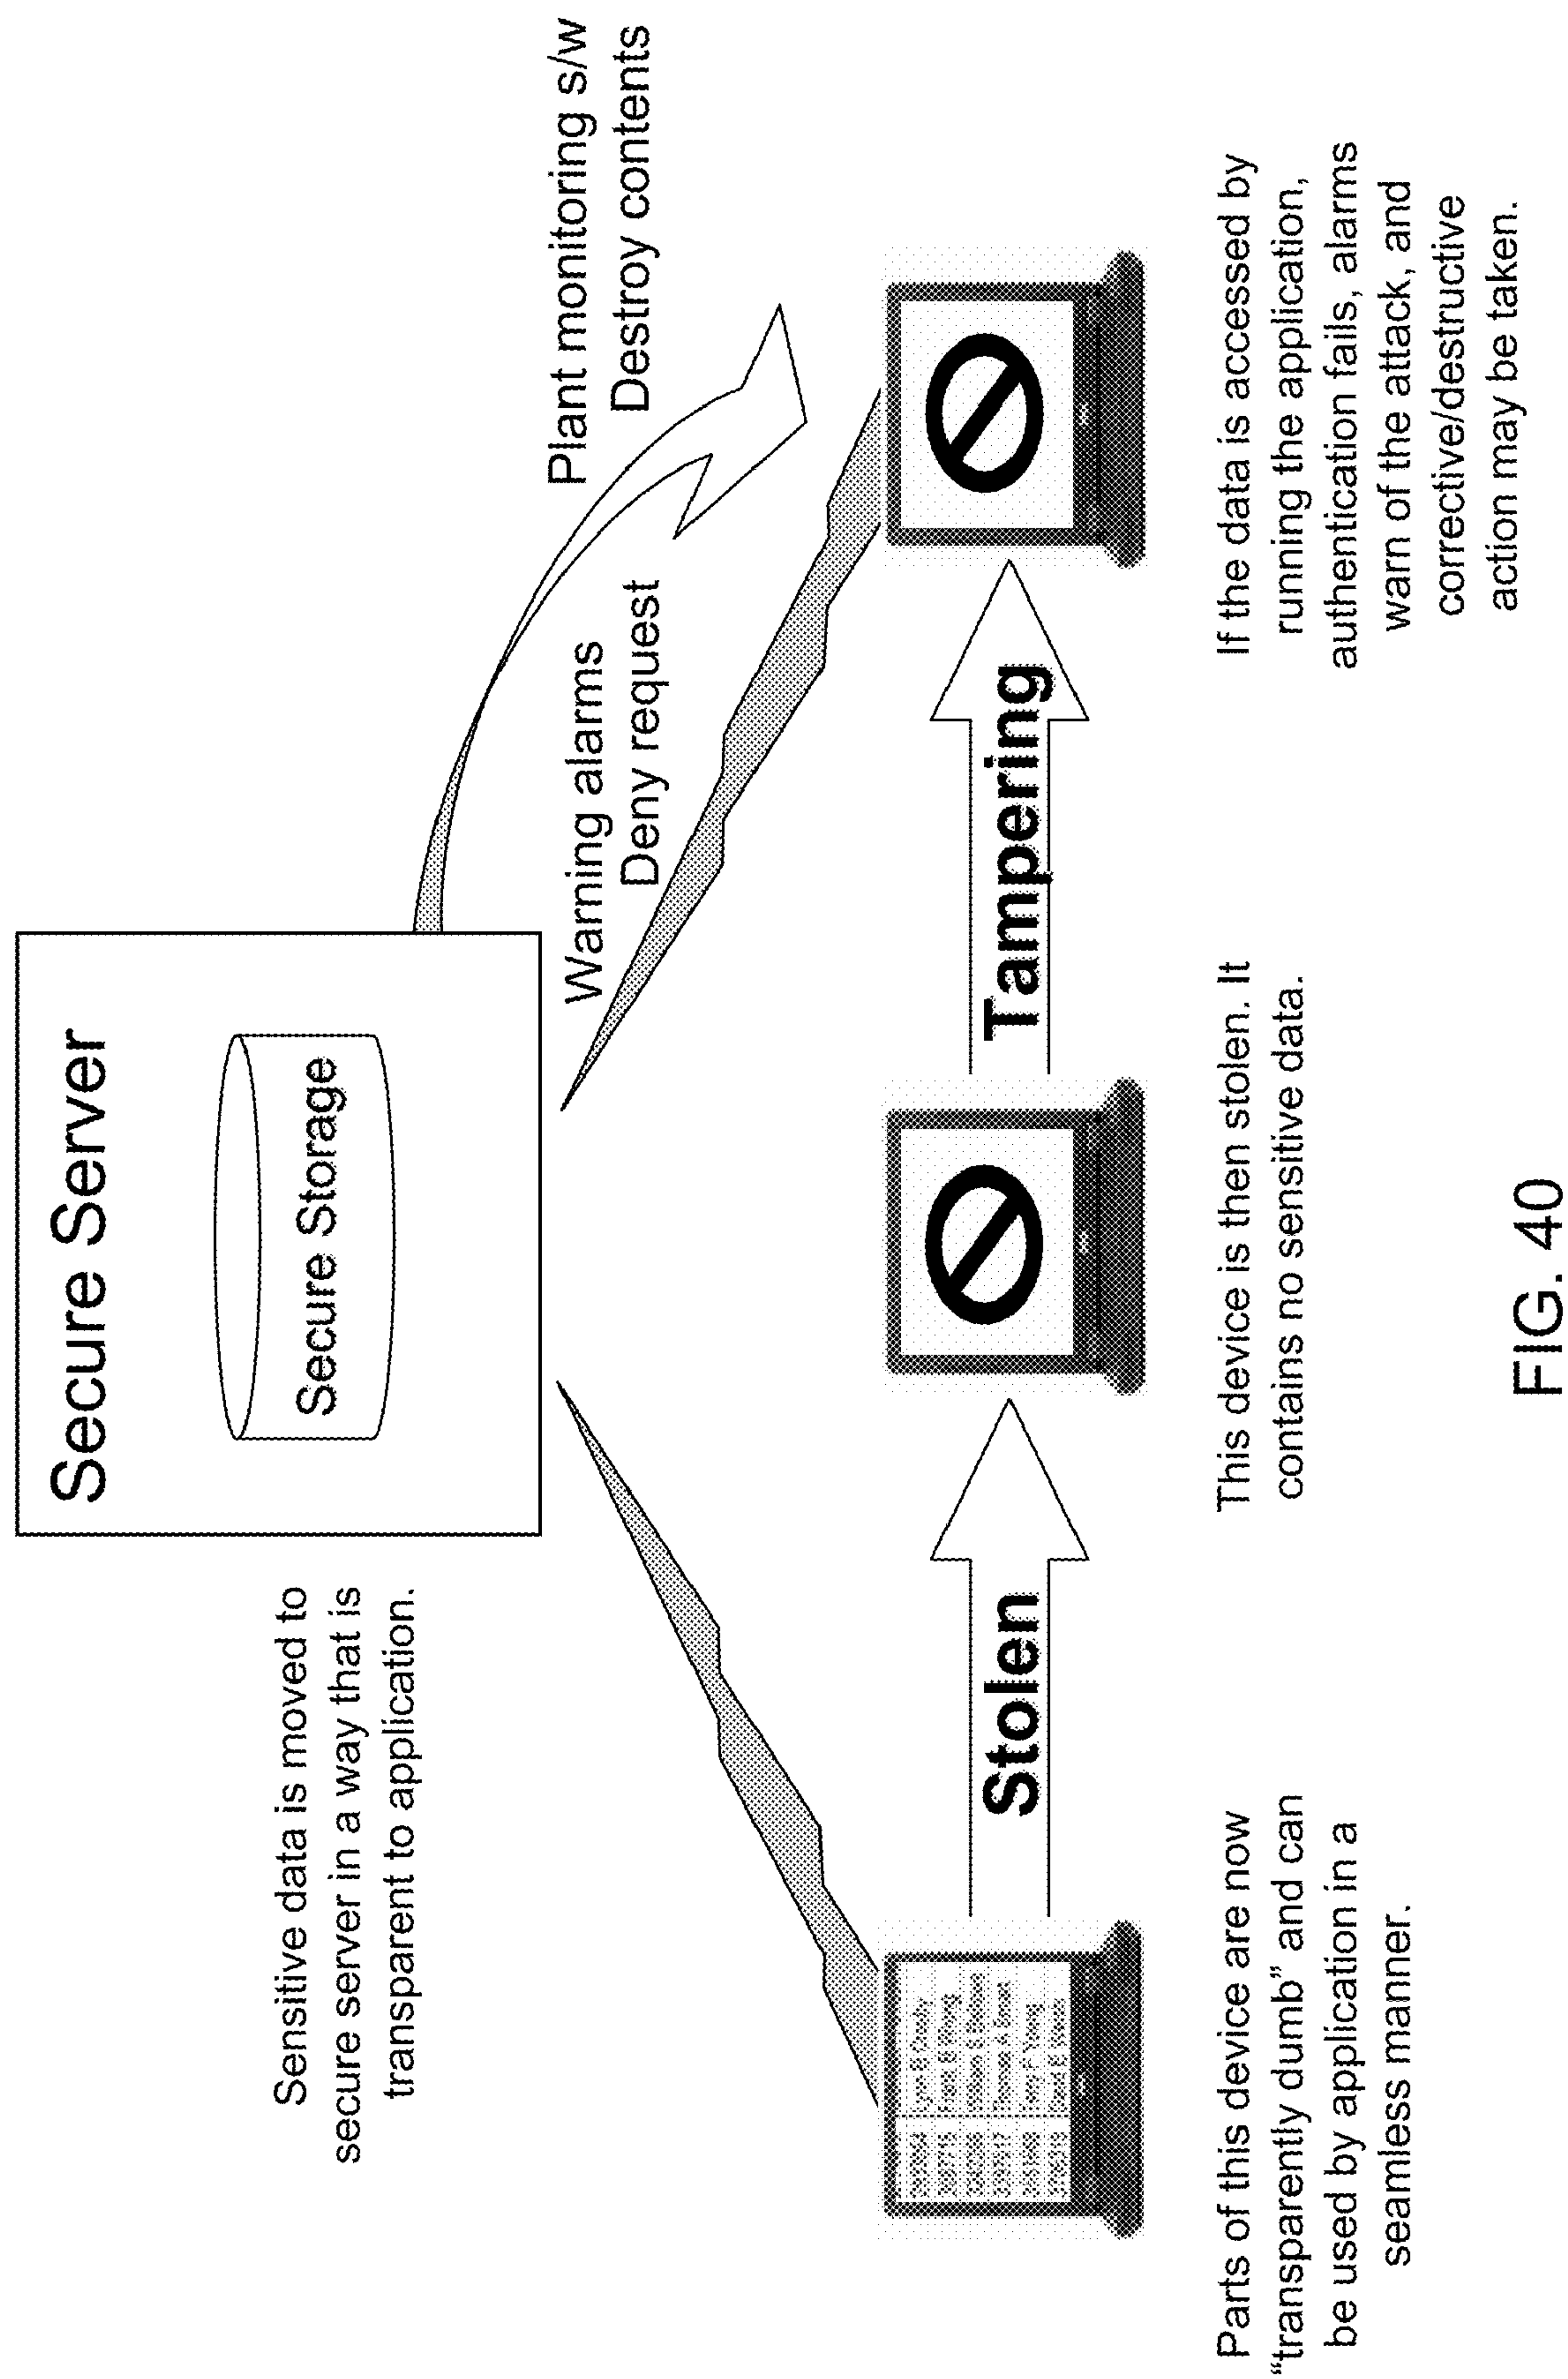 Secure Server
Secure Storage
Sensitive data is moved to
secure server in a way that is
transparent to application.
Plant monitoring s/w
Destroy contents
Warning alarms
Deny request
Stolen
Tampering
Parts of this device are now
“transparently dumb” and can
be used by application in a
seamless manner.
This device is then stolen. It
contains no sensitive data.
If the data is accessed by
running the application,
authentication fails, alarms
warn of the attack, and
corrective/destructive
action may be taken.
FIG. 40